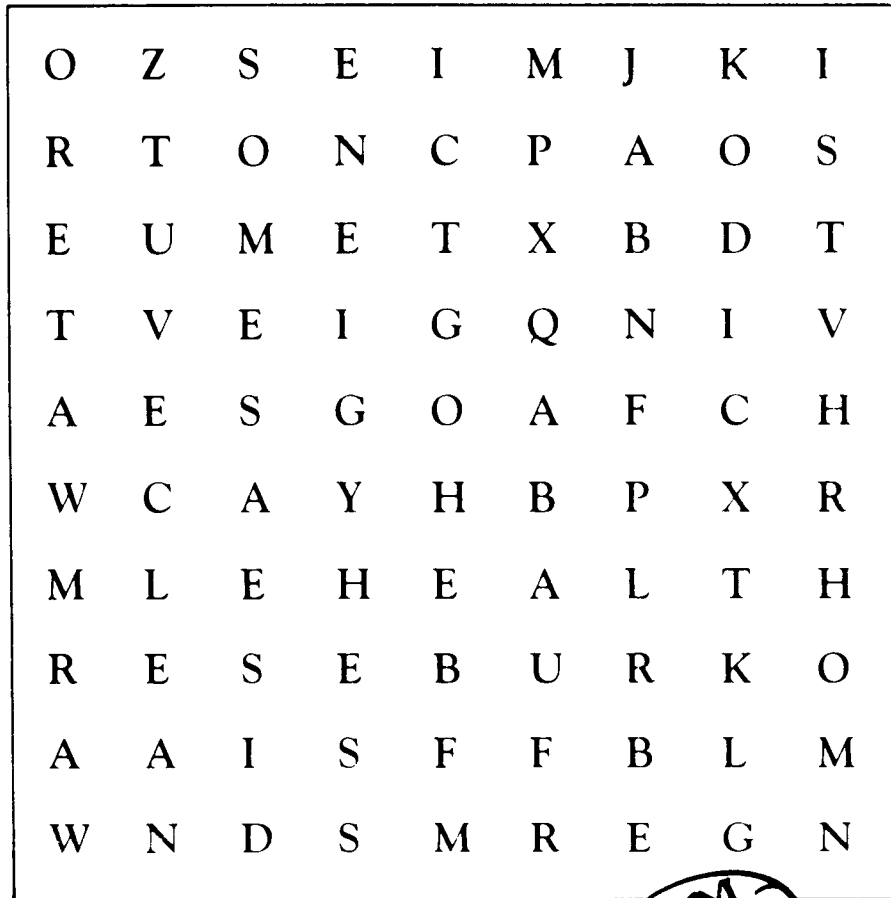 O Z S E I M J K I
R T O N C P A O S
E U M E T X B D T
T V E I G Q N I V
A E S G O A F C H
W C A Y H B P X R
M L E H E A L T H
R E S E B U R K O
A A I S F F B L M
W N D S M R E G N